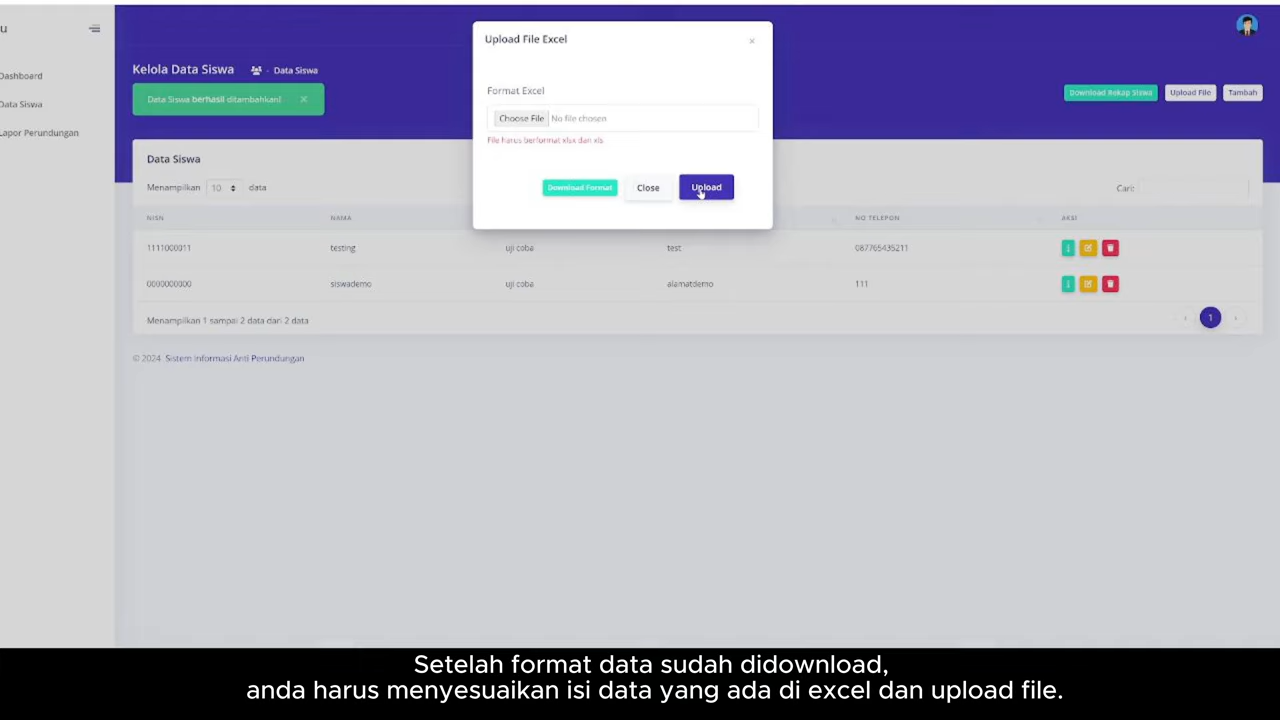 u
Dashboard
Data Siswa
Lapor Perundungan
Kelola Data Siswa - Data Siswa
Data Siswa berhasil ditambahkan! ×
Download Rekap Siswa Upload File Tambah
Upload File Excel ×
Format Excel
Choose File No file chosen
File harus berformat xlsx dan xls
Download Format Close Upload
Data Siswa
Menampilkan 10 data
Cari:
NISN NAMA NO TELEPON AKSI
1111000011 testing uji coba test 087765435211
0000000000 siswademo uji coba alamatdemo 111
Menampilkan 1 sampai 2 data dari 2 data
‹ 1 ›
© 2024 Sistem Informasi Anti Perundungan
Setelah format data sudah didownload,
anda harus menyesuaikan isi data yang ada di excel dan upload file.